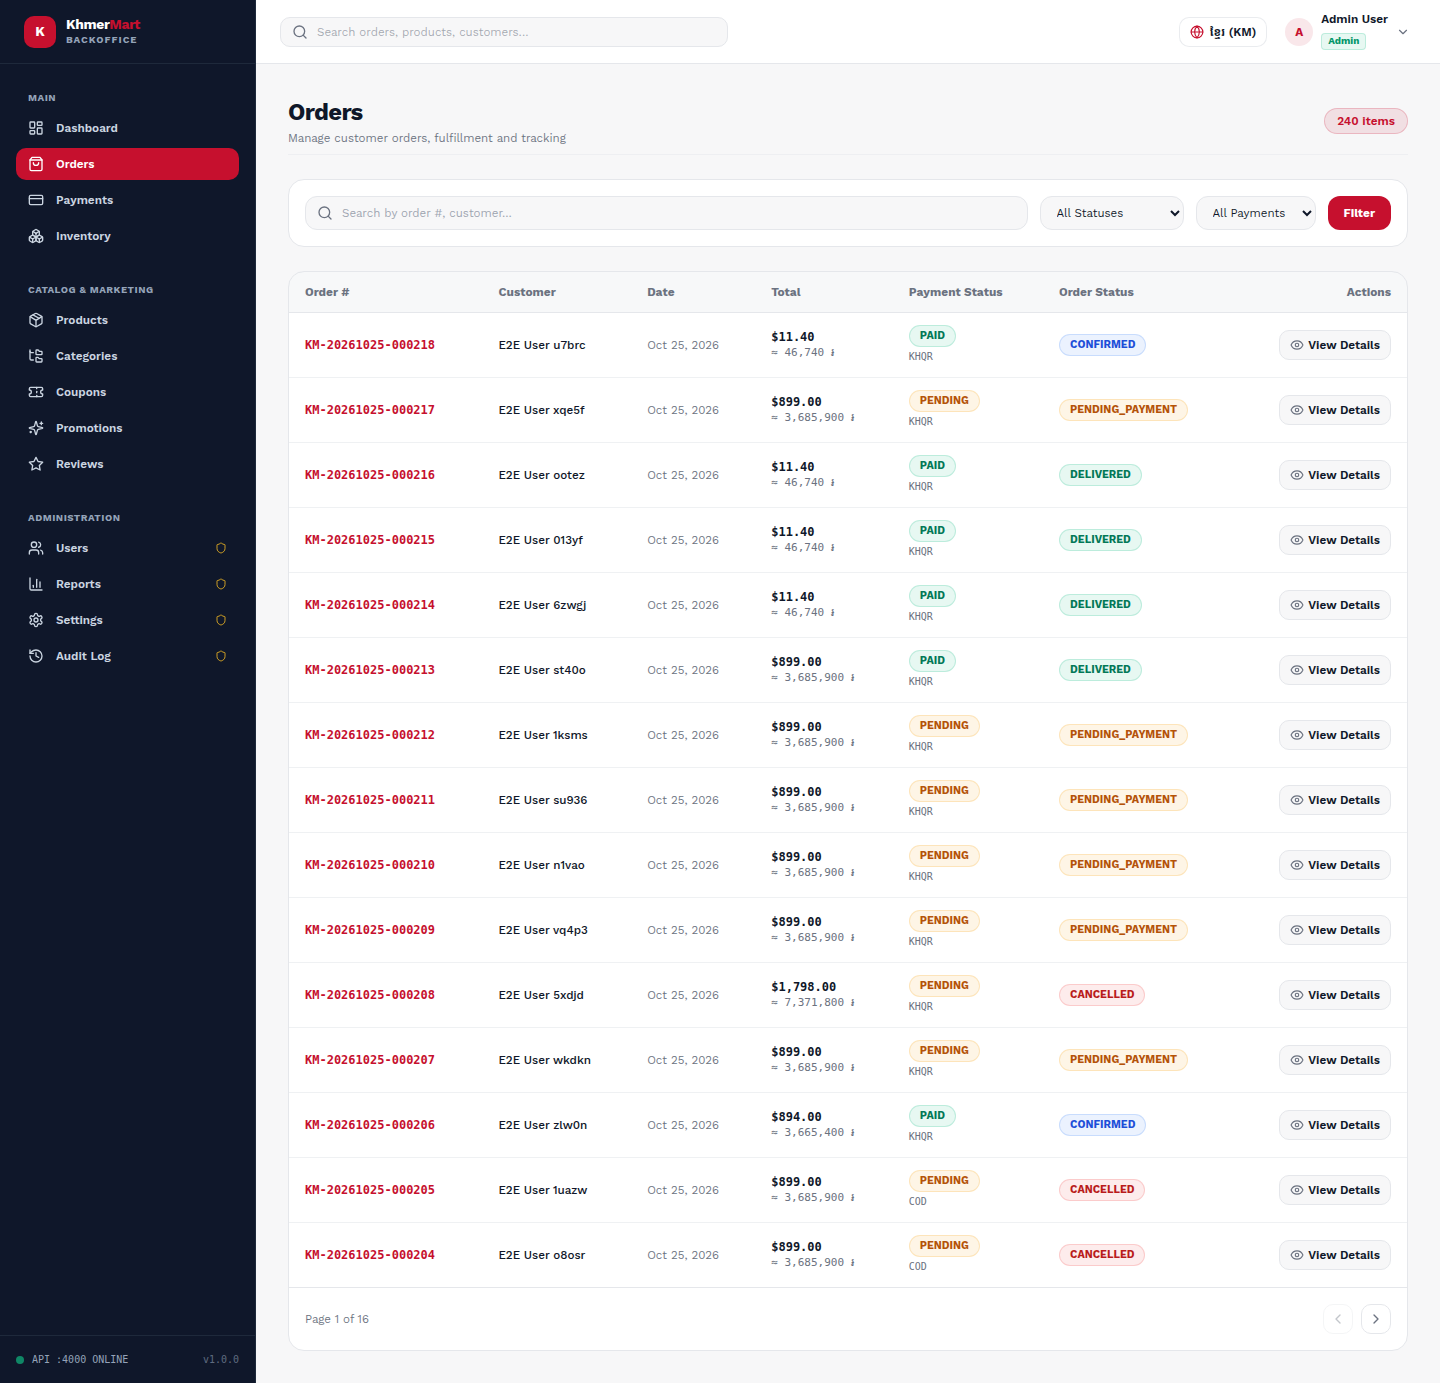 K
KhmerMart
BACKOFFICE
Search orders, products, customers...
ខ្មែរ (KM)
A
Admin User
Admin
MAIN
Dashboard
Orders
Payments
Inventory
CATALOG & MARKETING
Products
Categories
Coupons
Promotions
Reviews
ADMINISTRATION
Users
Reports
Settings
Audit Log
API :4000 ONLINE v1.0.0
Orders
Manage customer orders, fulfillment and tracking
240 items
Search by order #, customer...
All Statuses
All Payments
Filter
Order # Customer Date Total Payment Status Order Status Actions
KM-20261025-000218 E2E User u7brc Oct 25, 2026 $11.40 PAID CONFIRMED View Details
≈ 46,740 ៛ KHQR
KM-20261025-000217 E2E User xqe5f Oct 25, 2026 $899.00 PENDING PENDING_PAYMENT View Details
≈ 3,685,900 ៛ KHQR
KM-20261025-000216 E2E User ootez Oct 25, 2026 $11.40 PAID DELIVERED View Details
≈ 46,740 ៛ KHQR
KM-20261025-000215 E2E User 013yf Oct 25, 2026 $11.40 PAID DELIVERED View Details
≈ 46,740 ៛ KHQR
KM-20261025-000214 E2E User 6zwgj Oct 25, 2026 $11.40 PAID DELIVERED View Details
≈ 46,740 ៛ KHQR
KM-20261025-000213 E2E User st40o Oct 25, 2026 $899.00 PAID DELIVERED View Details
≈ 3,685,900 ៛ KHQR
KM-20261025-000212 E2E User 1ksms Oct 25, 2026 $899.00 PENDING PENDING_PAYMENT View Details
≈ 3,685,900 ៛ KHQR
KM-20261025-000211 E2E User su936 Oct 25, 2026 $899.00 PENDING PENDING_PAYMENT View Details
≈ 3,685,900 ៛ KHQR
KM-20261025-000210 E2E User n1vao Oct 25, 2026 $899.00 PENDING PENDING_PAYMENT View Details
≈ 3,685,900 ៛ KHQR
KM-20261025-000209 E2E User vq4p3 Oct 25, 2026 $899.00 PENDING PENDING_PAYMENT View Details
≈ 3,685,900 ៛ KHQR
KM-20261025-000208 E2E User 5xdjd Oct 25, 2026 $1,798.00 PENDING CANCELLED View Details
≈ 7,371,800 ៛ KHQR
KM-20261025-000207 E2E User wkdkn Oct 25, 2026 $899.00 PENDING PENDING_PAYMENT View Details
≈ 3,685,900 ៛ KHQR
KM-20261025-000206 E2E User zlw0n Oct 25, 2026 $894.00 PAID CONFIRMED View Details
≈ 3,665,400 ៛ KHQR
KM-20261025-000205 E2E User 1uazw Oct 25, 2026 $899.00 PENDING CANCELLED View Details
≈ 3,685,900 ៛ COD
KM-20261025-000204 E2E User o8osr Oct 25, 2026 $899.00 PENDING CANCELLED View Details
≈ 3,685,900 ៛ COD
Page 1 of 16